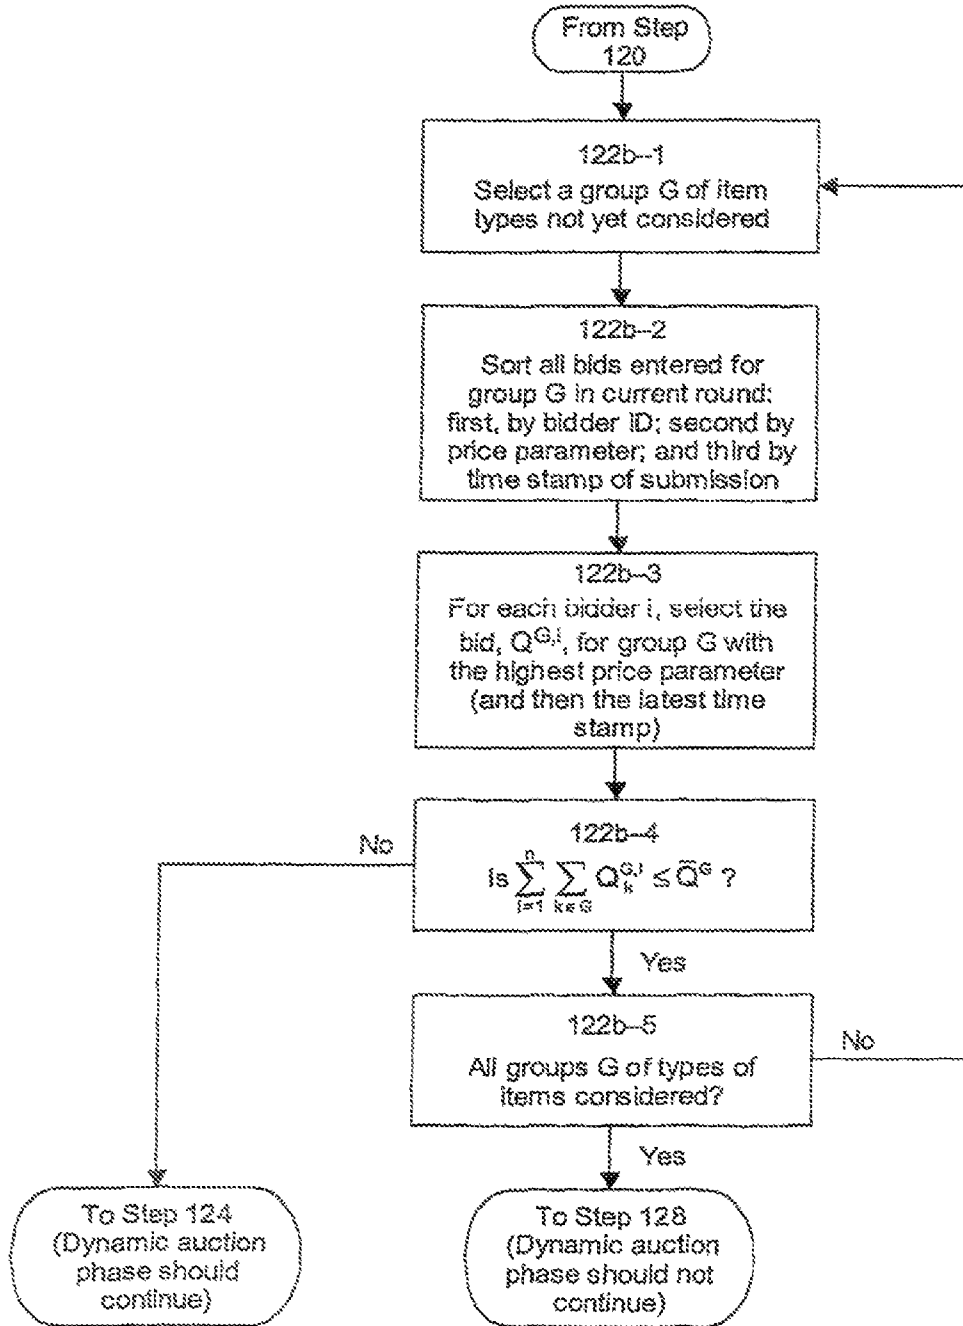 From Step
120
122b--1
Select a group G of item
types not yet considered
122b--2
Sort all bids entered for
group G in current round:
first, by bidder ID; second by
price parameter; and third by
time stamp of submission
122b--3
For each bidder i, select the
bid, Q^{G,i}, for group G with
the highest price parameter
(and then the latest time
stamp)
No
122b--4
Is \sum_{i=1}^{n} \sum_{k∈G} Q_k^{G,i} ≤ \bar{Q}^G ?
Yes
122b--5
All groups G of types of
items considered?
No
Yes
To Step 124
(Dynamic auction
phase should
continue)
To Step 128
(Dynamic auction
phase should not
continue)